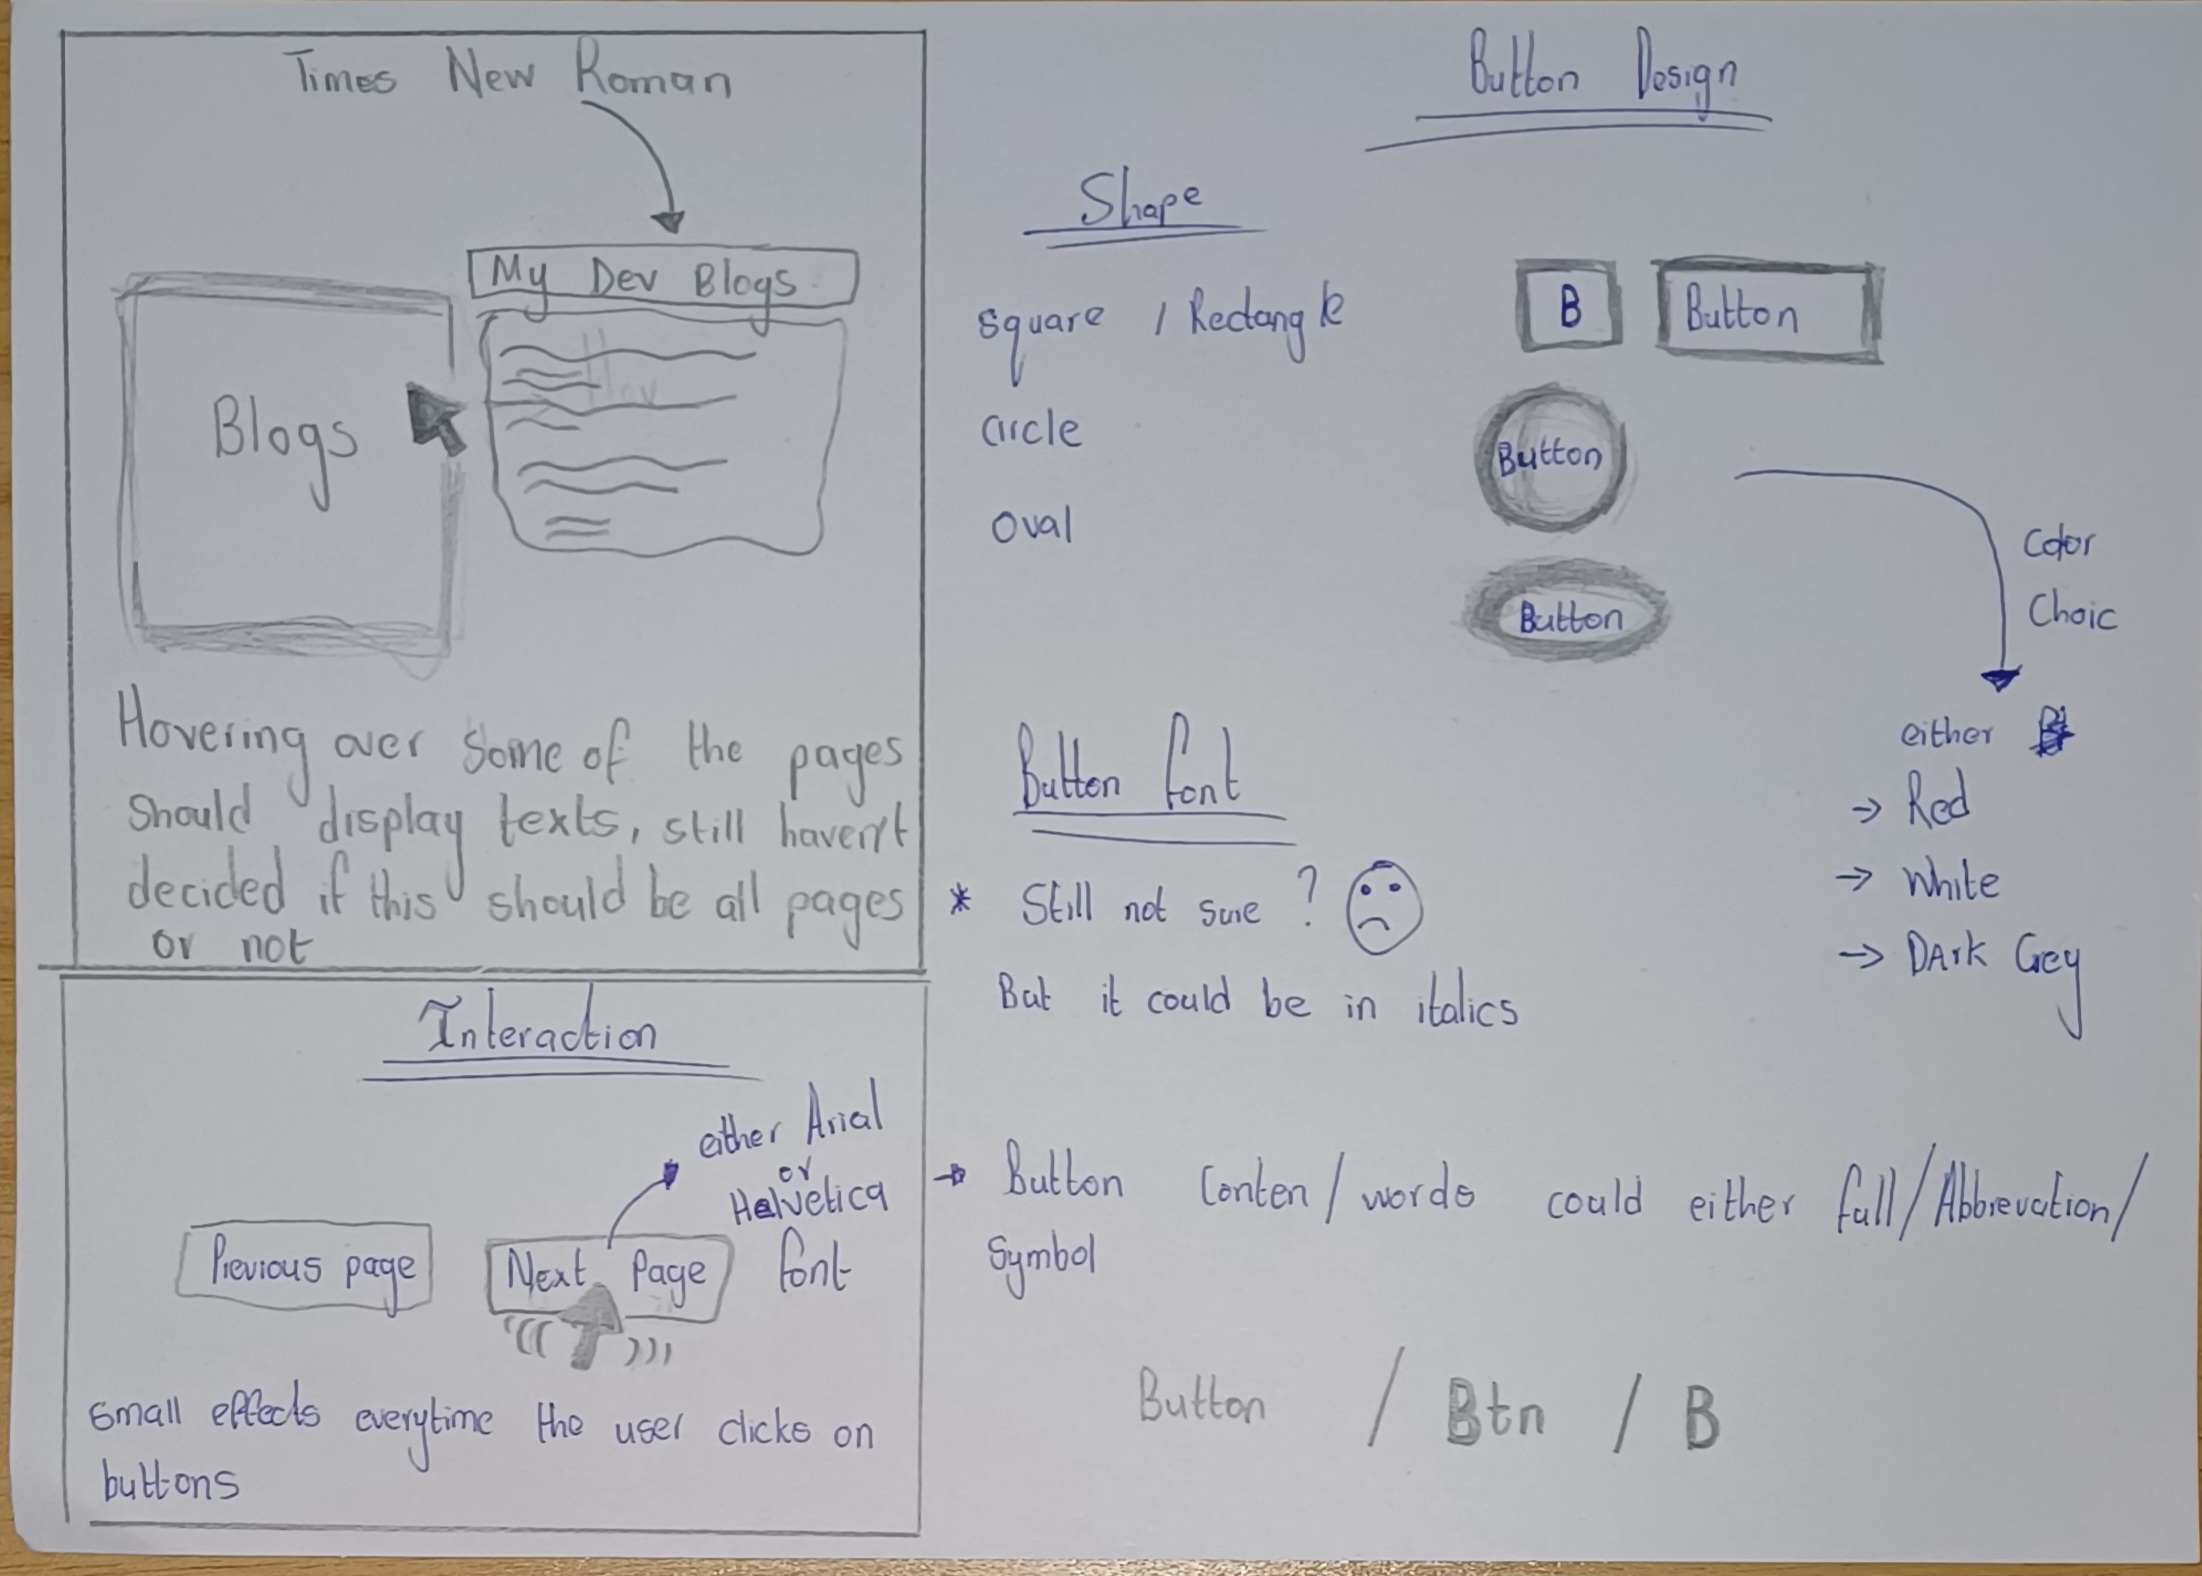 Times New Roman
My Dev Blogs
Blogs
Hovering over some of the pages
should display texts, still haven't
decided if this should be all pages
or not
Interaction
either Arial
or
Helvetica
font
Previous page
Next Page
small effects everytime the user clicks on
buttons
Button Design
Shape
square / Rectangle
B
Button
circle
Button
oval
Button
Color
Choic
either
→ Red
→ White
→ DArk Grey
Button font
* Still not sure ?
But it could be in italics
→ Button Conten/words could either full/Abbrevation/
Symbol
Button / Btn / B